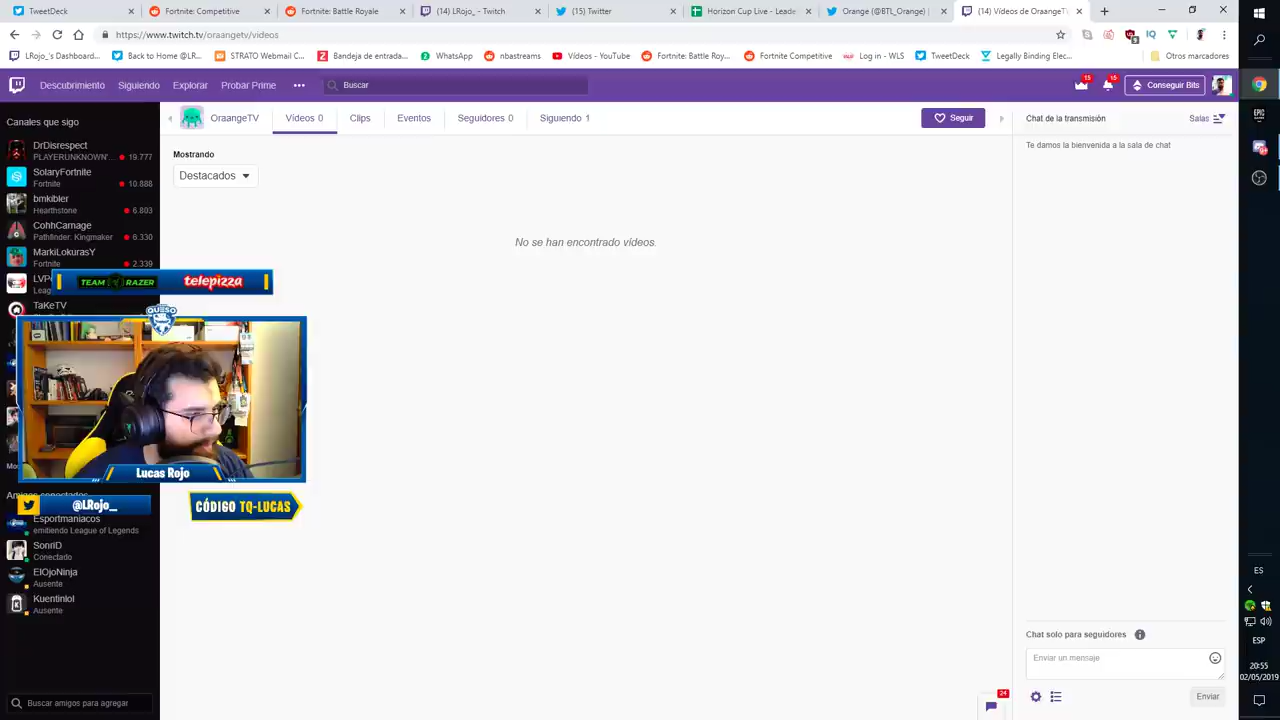 TweetDeck
(14) Fortnite: Competitive
Fortnite: Battle Royale
(14) LRojo_ - Twitch
(15) Twitter
Horizon Cup Live - Leade
Orange (@BTL_Orange) |
(14) Vídeos de OraangeT
https://www.twitch.tv/oraangetv/videos
LRojo_'s Dashboard...
Back to Home @LR...
STRATO Webmail C...
Bandeja de entrada...
WhatsApp
nbastreams
Vídeos - YouTube
Fortnite: Battle Roy...
Fortnite Competitive
Log in - WLS
TweetDeck
Legally Binding Elec...
Otros marcadores
Descubrimiento
Siguiendo
Explorar
Probar Prime
Buscar
15
15
Conseguir Bits
Canales que sigo
DrDisrespect
PLAYERUNKNOWN'... 19.777
SolaryFortnite
Fortnite 10.888
bmkibler
Hearthstone 6.803
CohhCarnage
Pathfinder: Kingmaker 6.330
MarkiLokurasY
Fortnite 2.339
TaKeTV
OraangeTV
Vídeos 0
Clips
Eventos
Seguidores 0
Siguiendo 1
Seguir
Mostrando
Destacados
No se han encontrado vídeos.
Chat de la transmisión
Salas
Te damos la bienvenida a la sala de chat
TEAM RAZER
telepizza
QUESO
Lucas Rojo
@LRojo_
CÓDIGO TQ-LUCAS
Esportmaniacos
emitiendo League of Legends
SonriD
Conectado
ElOjoNinja
Ausente
Kuentiniol
Ausente
Buscar amigos para agregar
Chat solo para seguidores
Enviar un mensaje
Enviar
24
ES
ESP
20:55
02/05/2019